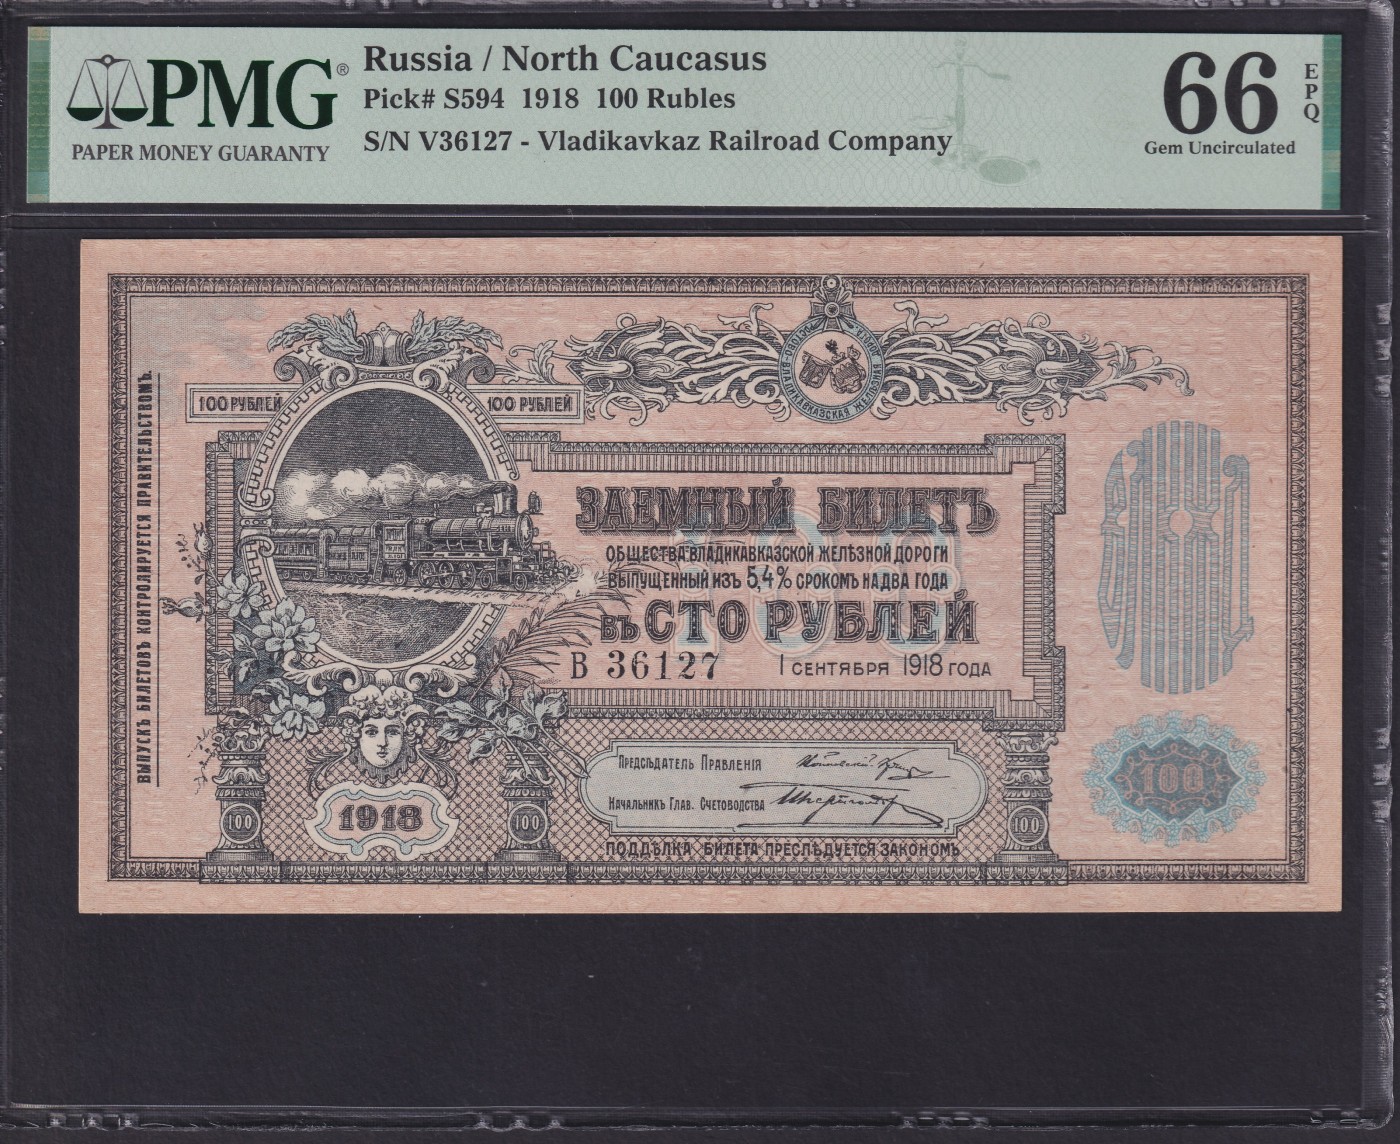 PMG®
PAPER MONEY GUARANTY
Russia / North Caucasus
Pick# S594 1918 100 Rubles
S/N V36127 - Vladikavkaz Railroad Company
66 EPQ
Gem Uncirculated
100 РУБЛЕЙ 100 РУБЛЕЙ
ВЫПУСКЪ БИЛЕТОВЪ КОНТРОЛИРУЕТСЯ ПРАВИТЕЛЬСТВОМЪ.
ЗАЕМНЫЙ БИЛЕТЪ
ОБЩЕСТВА ВЛАДИКАВКАЗСКОЙ ЖЕЛѢЗНОЙ ДОРОГИ
ВЫПУЩЕННЫЙ ИЗЪ 5,4% СРОКОМЪ НА ДВА ГОДА
ВЪ СТО РУБЛЕЙ
100
В 36127
1 СЕНТЯБРЯ 1918 ГОДА
ПРЕДСѢДАТЕЛЬ ПРАВЛЕНІЯ
НАЧАЛЬНИКЪ ГЛАВ. СЧЕТОВОДСТВА
1918
100
100 100 100
ПОДДѢЛКА БИЛЕТА ПРЕСЛѢДУЕТСЯ ЗАКОНОМЪ